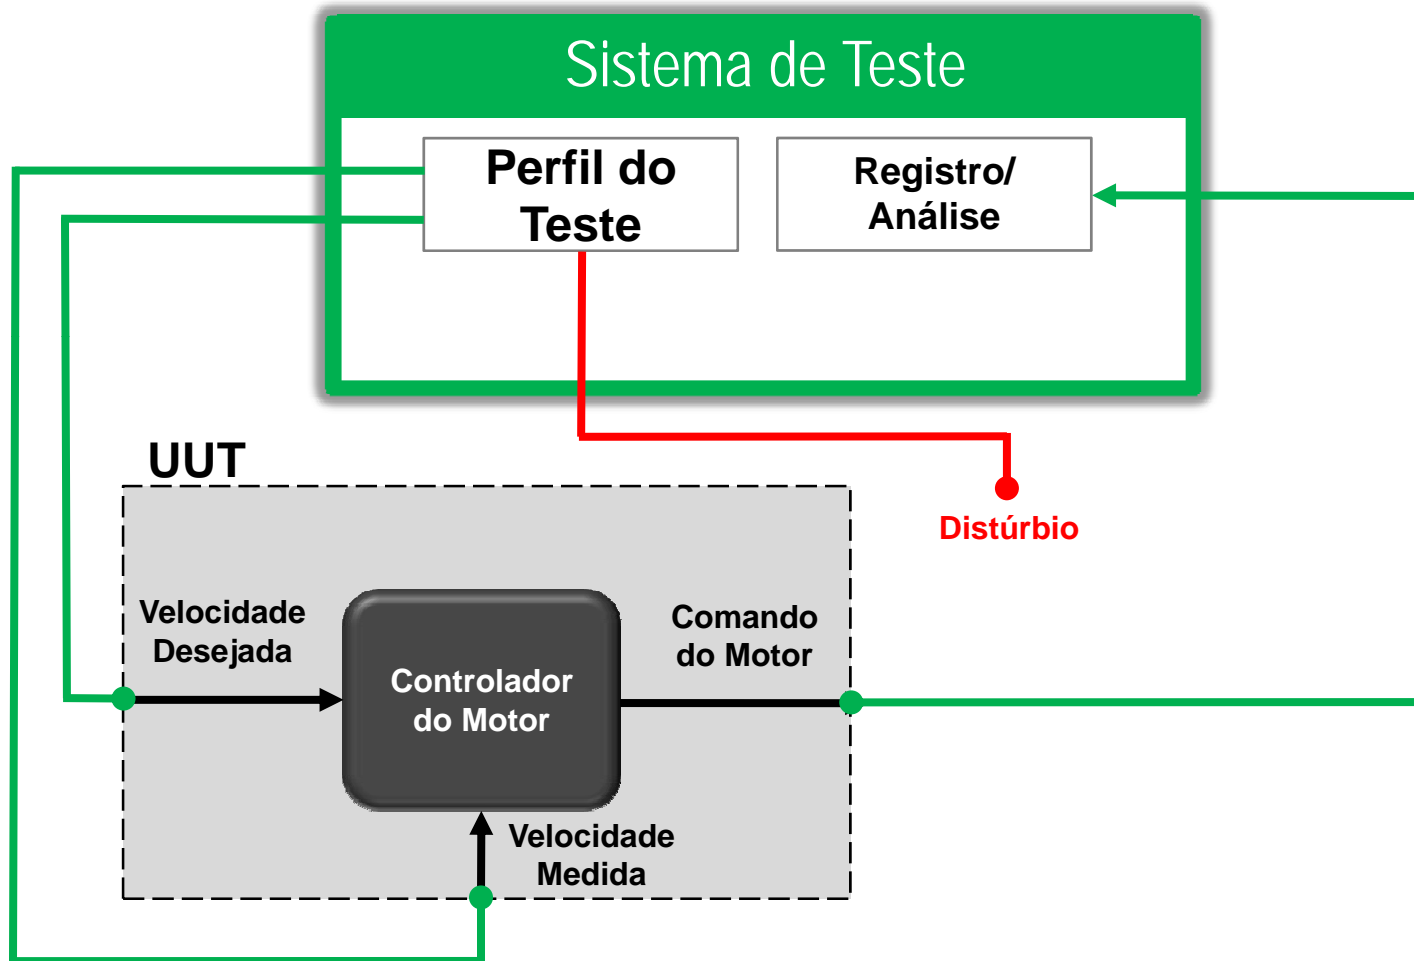 Sistema de Teste
Perfil do
Teste
Registro/
Análise
UUT
Distúrbio
Velocidade
Desejada
Controlador
do Motor
Comando
do Motor
Velocidade
Medida